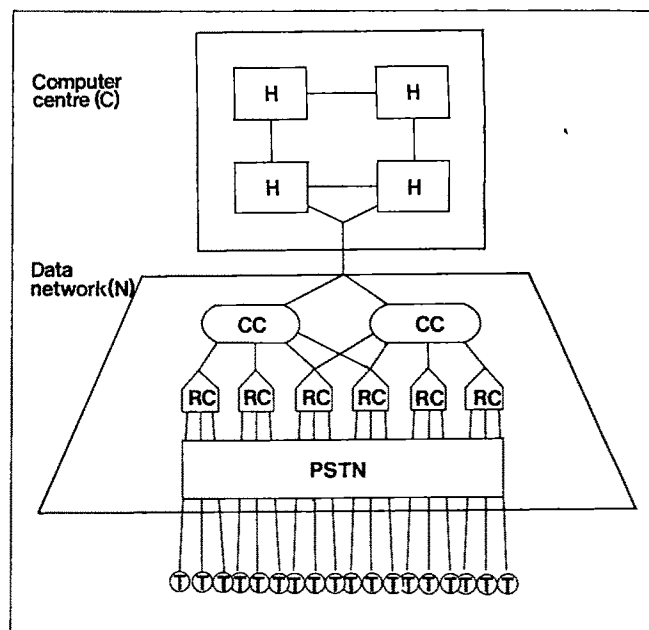 Computer
centre (C)
H H
H H
Data
network (N)
CC CC
RC RC RC RC RC RC
PSTN
T T T T T T T T T T T T T T T T T T